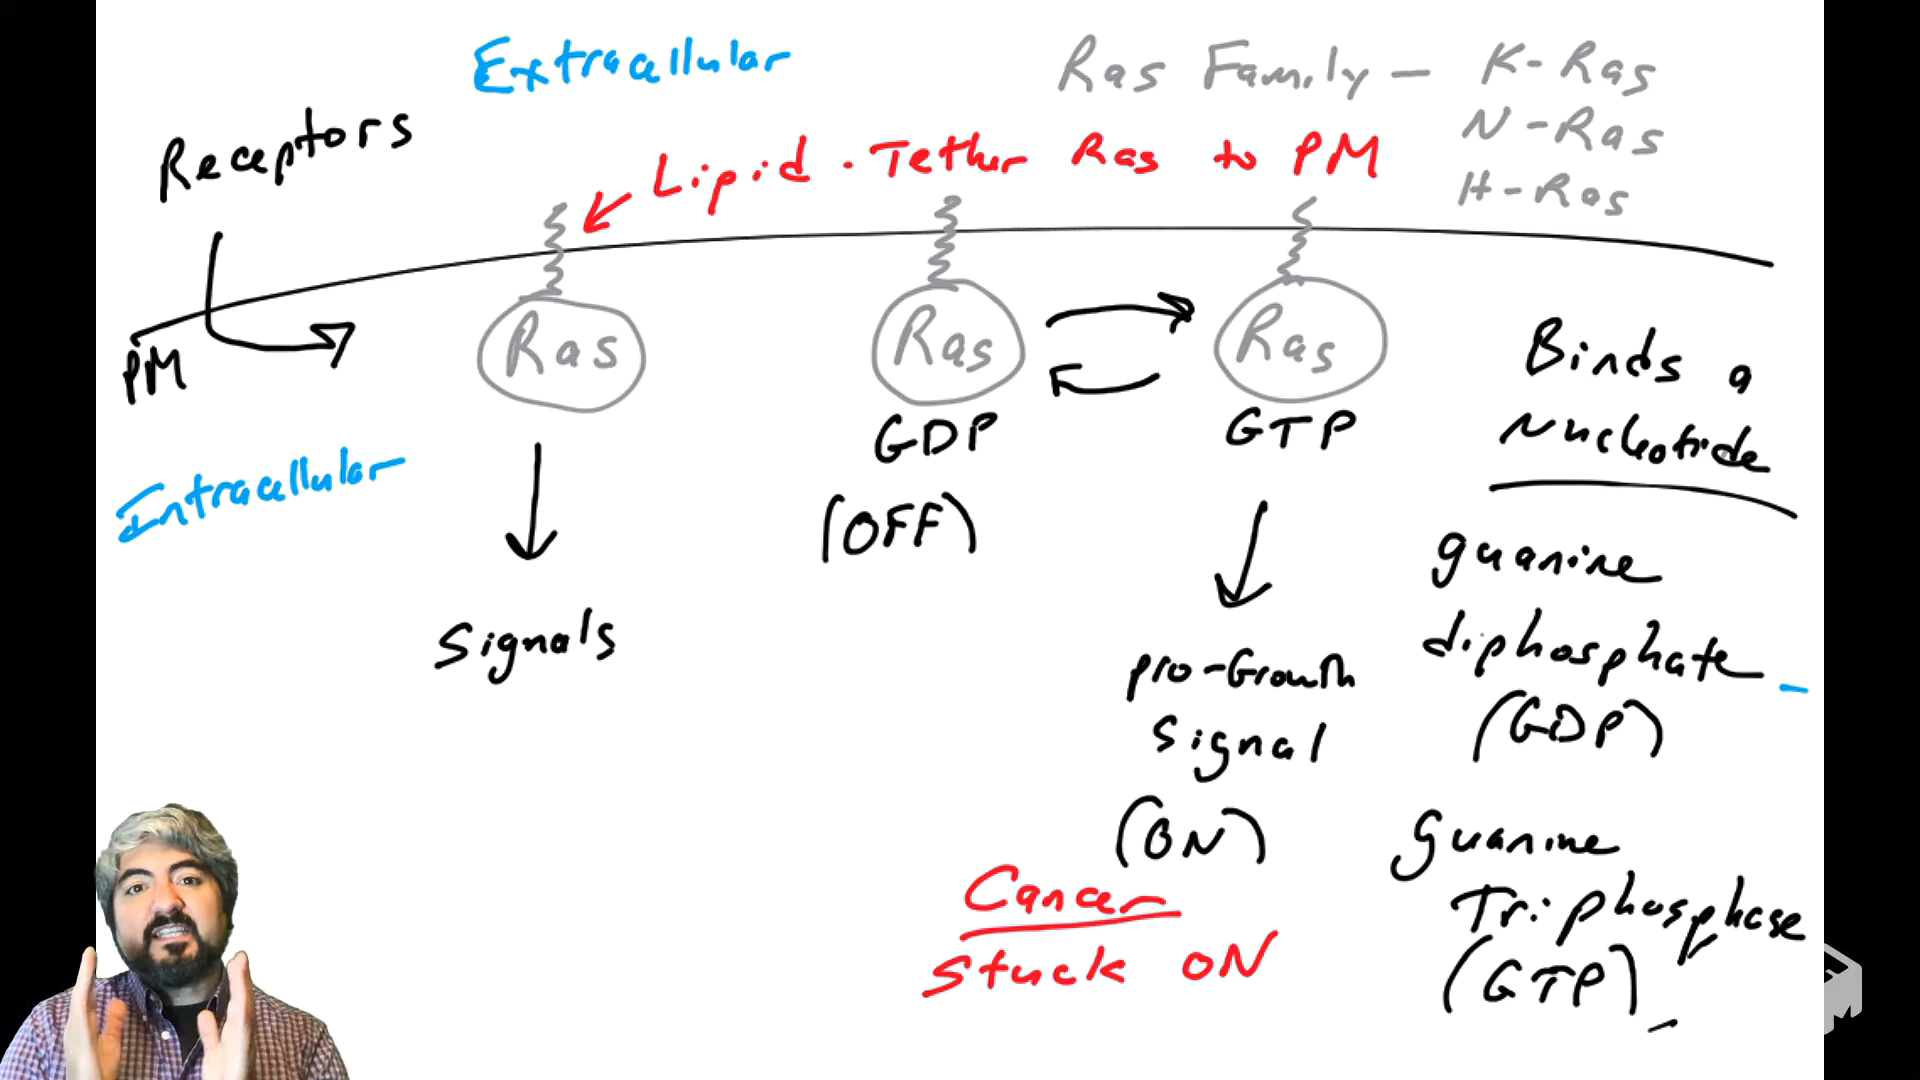 Extracellular
Ras Family - K-Ras
N-Ras
H-Ras
Receptors
Lipid. Tether Ras to PM
PM
Ras
Ras
Ras
GDP
GTP
(OFF)
Intracellular
Signals
pro-Growth
Signal
(ON)
Cancer
Stuck ON
Binds a
Nucleotide
guanine
diphosphate
(GDP)
guanine
Triphosphase
(GTP)